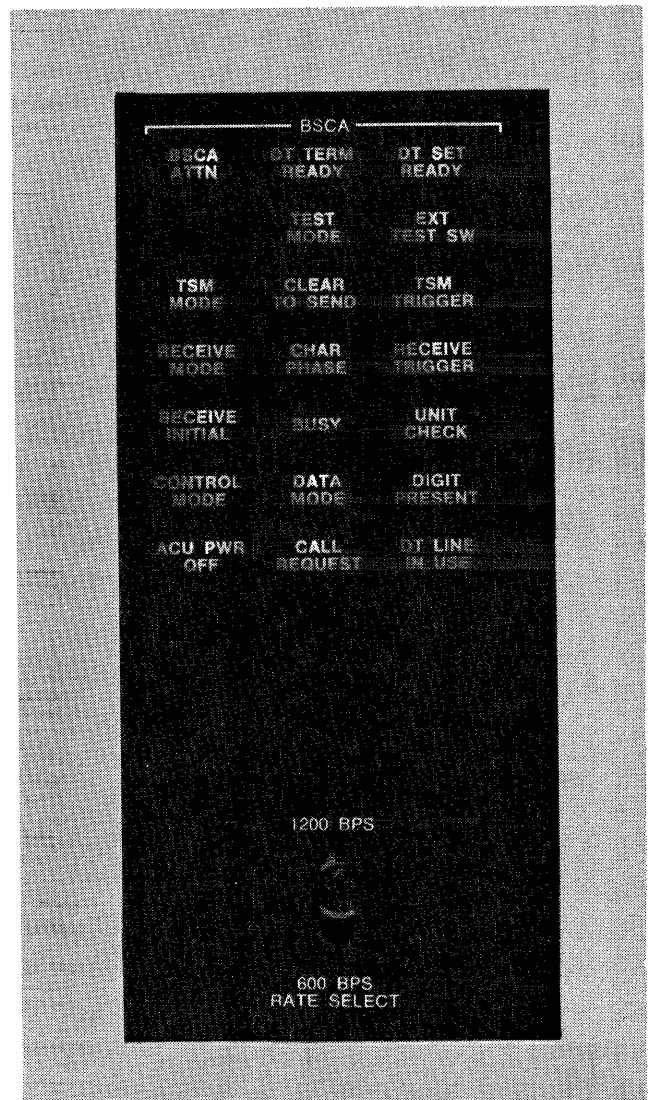 BSCA
BSCA DT TERM DT SET
ATTN READY READY
TEST EXT
MODE TEST SW
TSM CLEAR TSM
MODE TO SEND TRIGGER
RECEIVE CHAR RECEIVE
MODE PHASE TRIGGER
RECEIVE BUSY UNIT
INITIAL CHECK
CONTROL DATA DIGIT
MODE MODE PRESENT
ACU PWR CALL DT LINE
OFF REQUEST IN USE
1200 BPS
600 BPS
RATE SELECT